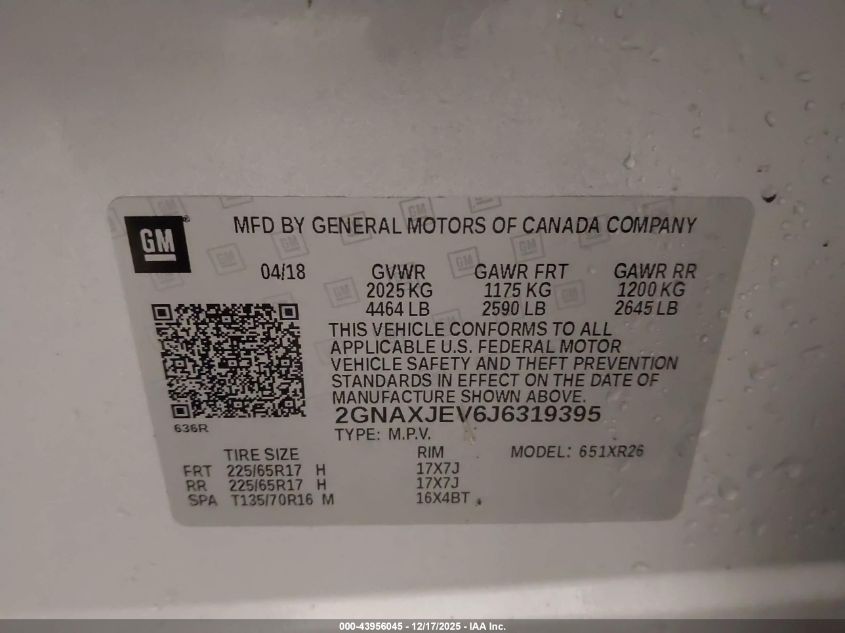 GM
MFD BY GENERAL MOTORS OF CANADA COMPANY
04/18 GVWR GAWR FRT GAWR RR
2025 KG 1175 KG 1200 KG
4464 LB 2590 LB 2645 LB
THIS VEHICLE CONFORMS TO ALL
APPLICABLE U.S. FEDERAL MOTOR
VEHICLE SAFETY AND THEFT PREVENTION
STANDARDS IN EFFECT ON THE DATE OF
MANUFACTURE SHOWN ABOVE.
2GNAXJEV6J6319395
636R
TYPE: M.P.V.
TIRE SIZE RIM MODEL: 651XR26
FRT 225/65R17 H 17X7J
RR 225/65R17 H 17X7J
SPA T135/70R16 M 16X4BT
000-43956045 - 12/17/2025 - IAA Inc.